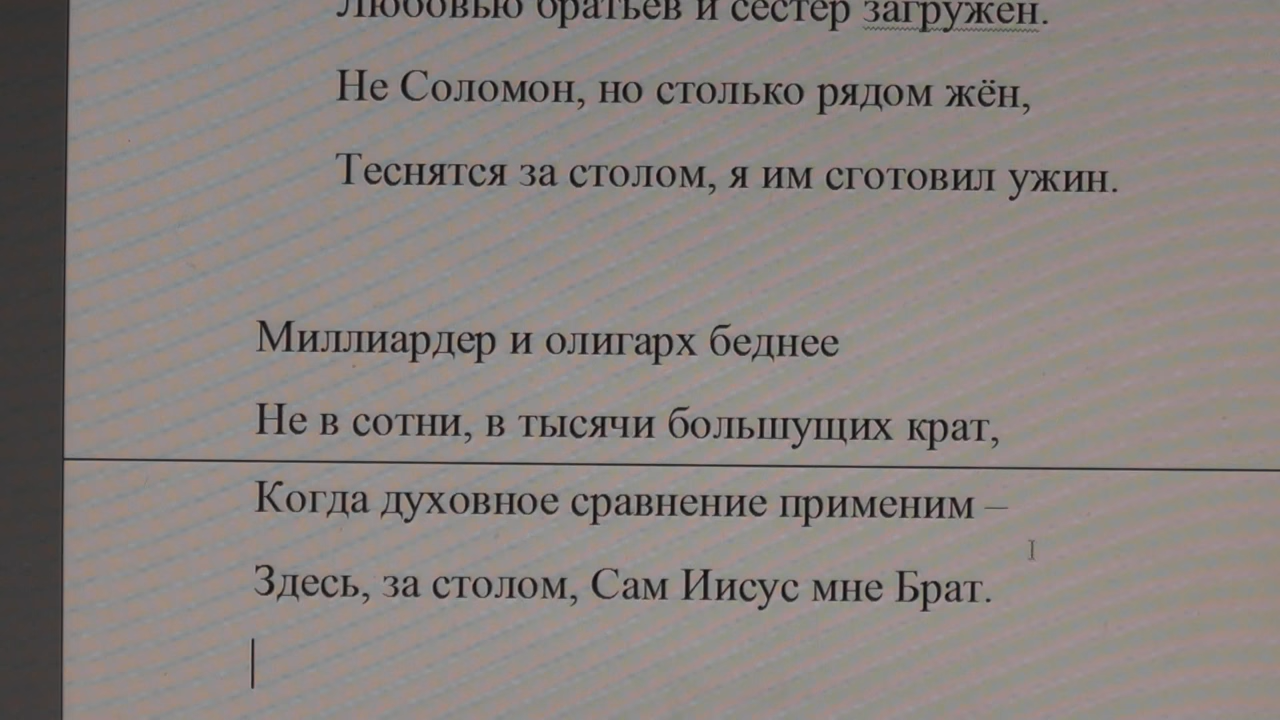 Любовью братьев и сестёр загружен.
Не Соломон, но столько рядом жён,
Теснятся за столом, я им сготовил ужин.
Миллиардер и олигарх беднее
Не в сотни, в тысячи большущих крат,
Когда духовное сравнение применим –
Здесь, за столом, Сам Иисус мне Брат.